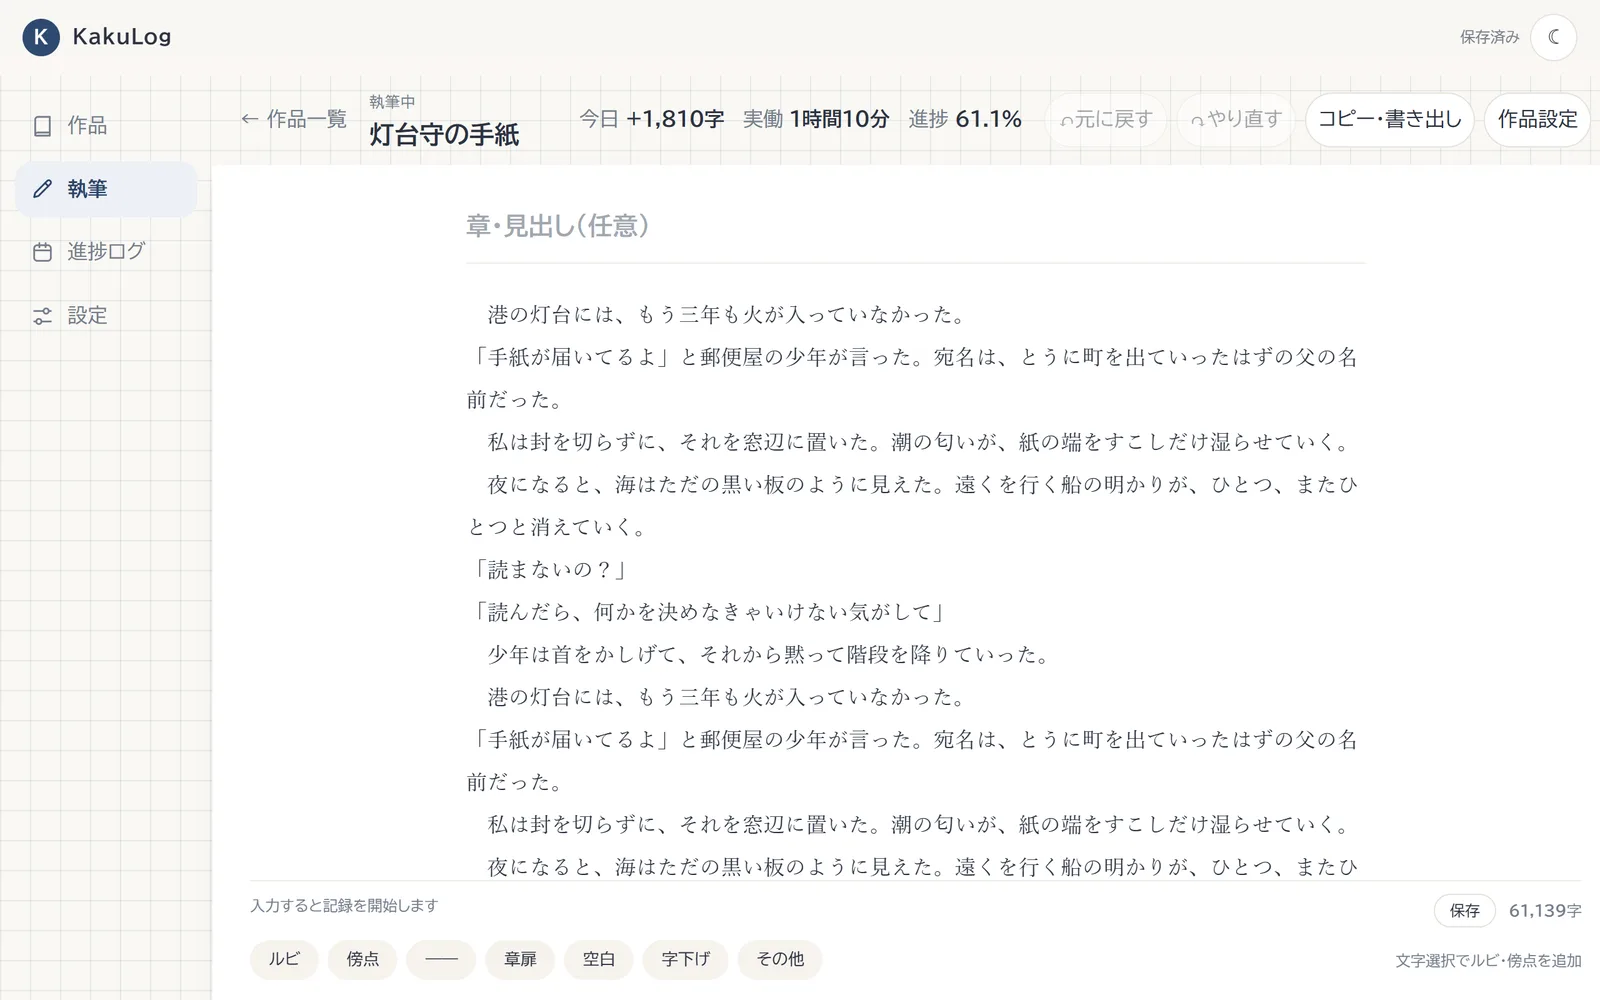 K KakuLog
保存済み
作品
執筆
進捗ログ
設定
← 作品一覧
執筆中
灯台守の手紙
今日 +1,810字 実働 1時間10分 進捗 61.1%
元に戻す
やり直す
コピー・書き出し
作品設定
章・見出し（任意）
　港の灯台には、もう三年も火が入っていなかった。
「手紙が届いてるよ」と郵便屋の少年が言った。宛名は、とうに町を出ていったはずの父の名
前だった。
　私は封を切らずに、それを窓辺に置いた。潮の匂いが、紙の端をすこしだけ湿らせていく。
　夜になると、海はただの黒い板のように見えた。遠くを行く船の明かりが、ひとつ、またひ
とつと消えていく。
「読まないの？」
「読んだら、何かを決めなきゃいけない気がして」
　少年は首をかしげて、それから黙って階段を降りていった。
　港の灯台には、もう三年も火が入っていなかった。
「手紙が届いてるよ」と郵便屋の少年が言った。宛名は、とうに町を出ていったはずの父の名
前だった。
　私は封を切らずに、それを窓辺に置いた。潮の匂いが、紙の端をすこしだけ湿らせていく。
　夜になると、海はただの黒い板のように見えた。遠くを行く船の明かりが、ひとつ、またひ
入力すると記録を開始します
保存 61,139字
ルビ 傍点 ―― 章扉 空白 字下げ その他
文字選択でルビ・傍点を追加